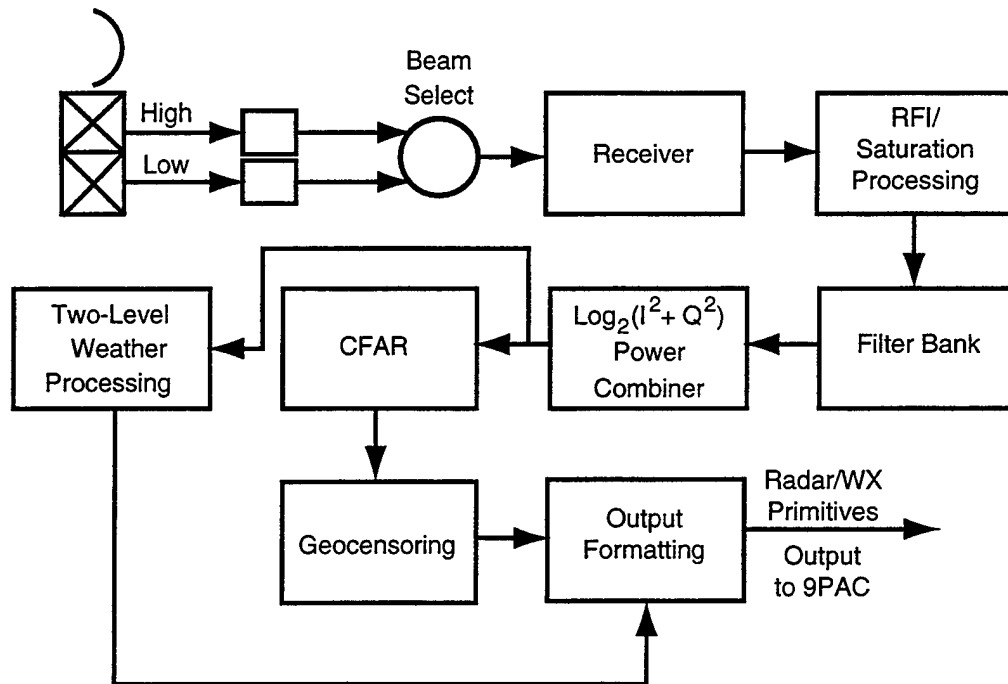 High
Low
Beam
Select
Receiver
RFI/
Saturation
Processing
Two-Level
Weather
Processing
CFAR
Log₂(I² + Q²)
Power
Combiner
Filter Bank
Geocensoring
Output
Formatting
Radar/WX
Primitives
Output
to 9PAC